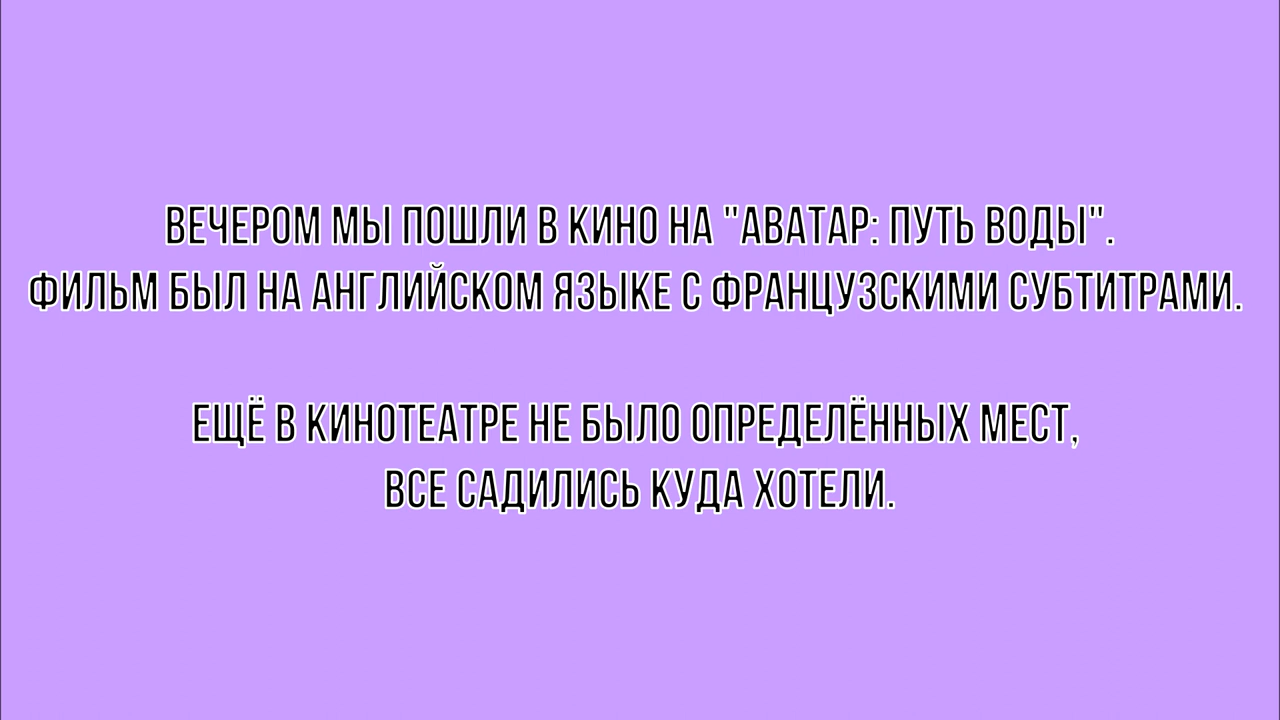 ВЕЧЕРОМ МЫ ПОШЛИ В КИНО НА "АВАТАР: ПУТЬ ВОДЫ".
ФИЛЬМ БЫЛ НА АНГЛИЙСКОМ ЯЗЫКЕ С ФРАНЦУЗСКИМИ СУБТИТРАМИ.
ЕЩЁ В КИНОТЕАТРЕ НЕ БЫЛО ОПРЕДЕЛЁННЫХ МЕСТ,
ВСЕ САДИЛИСЬ КУДА ХОТЕЛИ.